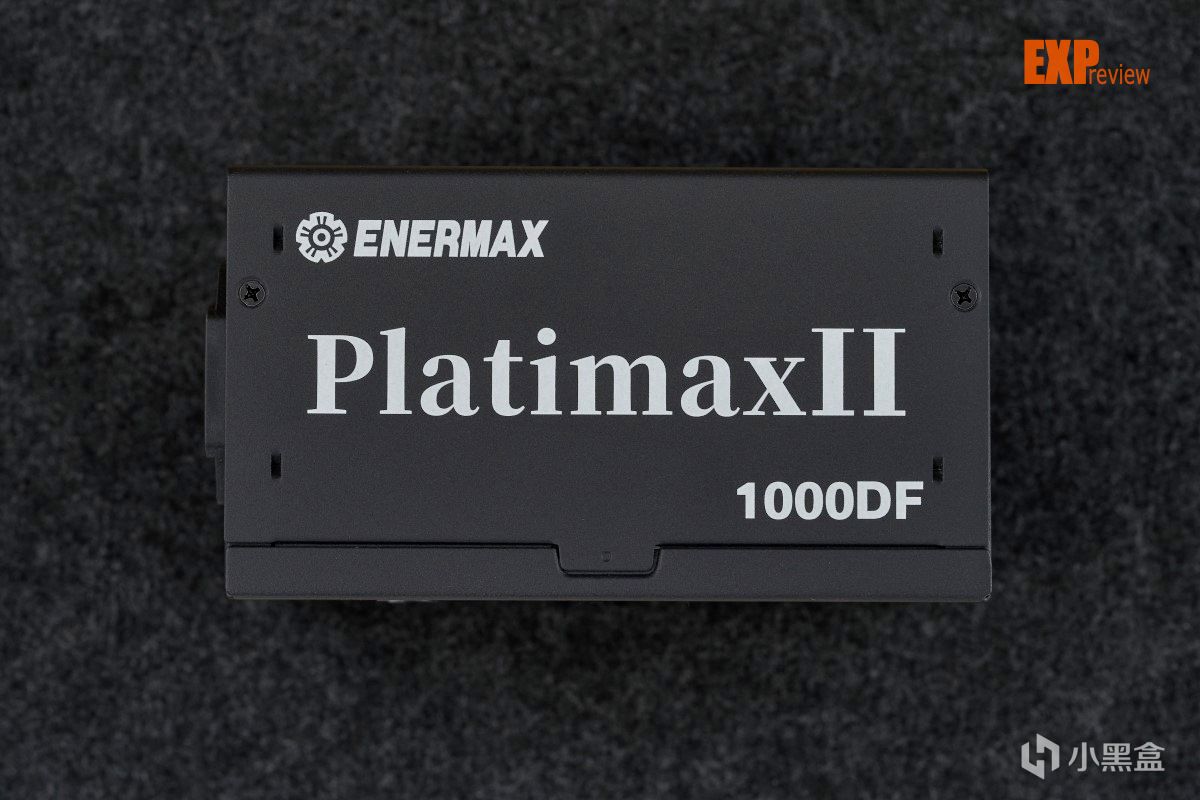 EXPreview
ENERMAX
PlatimaxII
1000DF
小黑盒